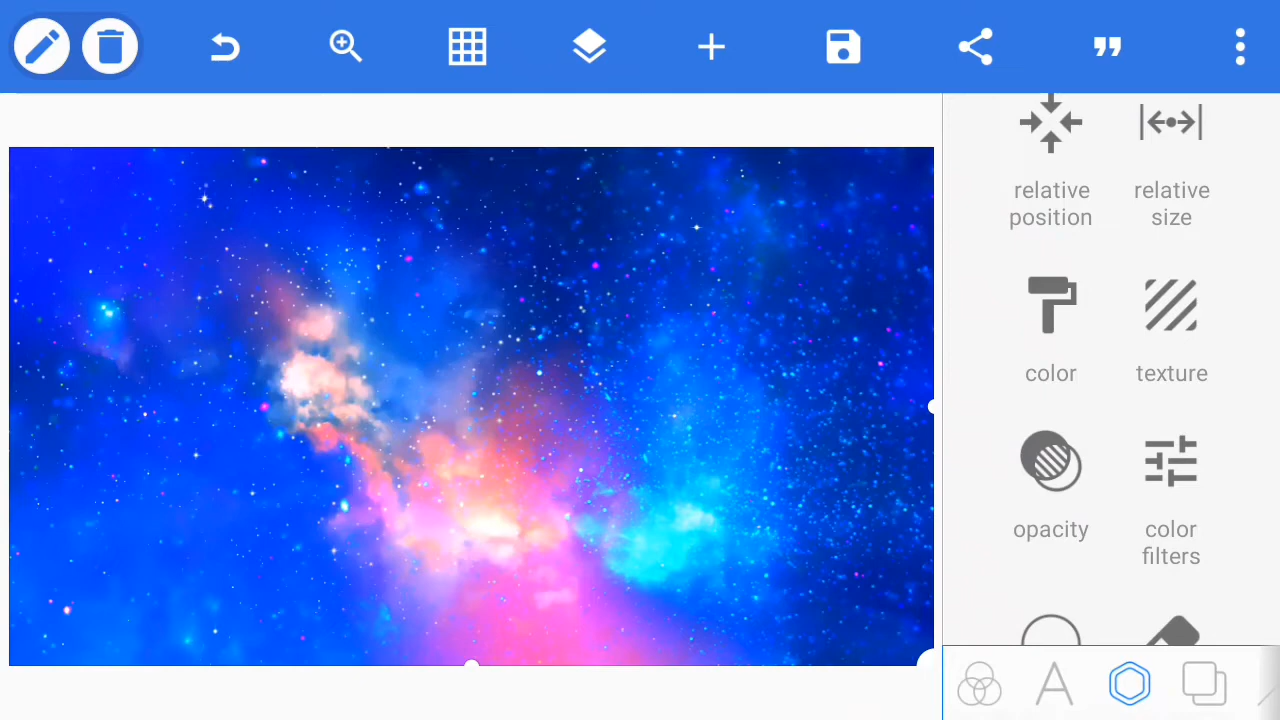 relative
position
relative
size
color
texture
opacity
color
filters